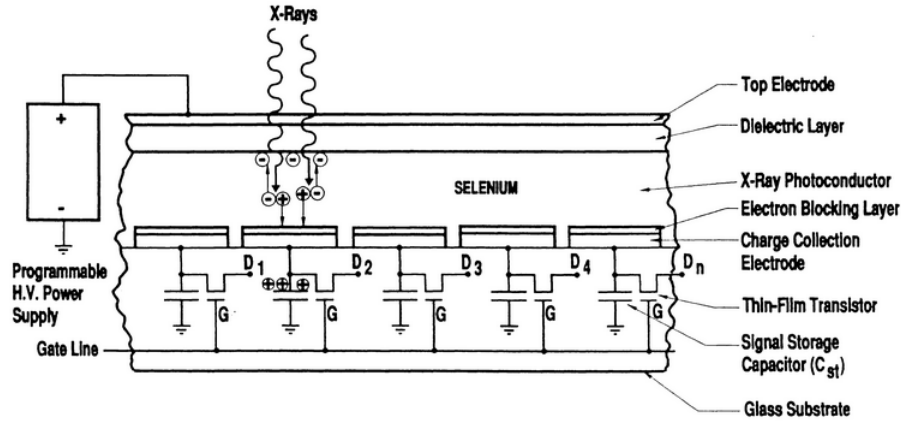 X-Rays
+
-
Top Electrode
Dielectric Layer
SELENIUM
X-Ray Photoconductor
Electron Blocking Layer
Charge Collection
Electrode
Programmable
H.V. Power
Supply
D1
D2
D3
D4
Dn
G
G
G
G
G
Thin-Film Transistor
Gate Line
Signal Storage
Capacitor (Cst)
Glass Substrate